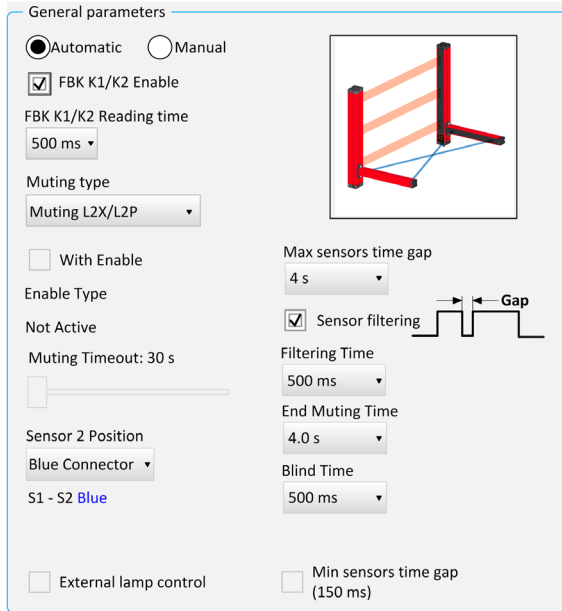 General parameters
Automatic
Manual
FBK K1/K2 Enable
FBK K1/K2 Reading time
500 ms
Muting type
Muting L2X/L2P
With Enable
Enable Type
Not Active
Muting Timeout: 30 s
Sensor 2 Position
Blue Connector
S1 - S2 Blue
External lamp control
Max sensors time gap
4 s
Sensor filtering
Gap
Filtering Time
500 ms
End Muting Time
4.0 s
Blind Time
500 ms
Min sensors time gap
(150 ms)